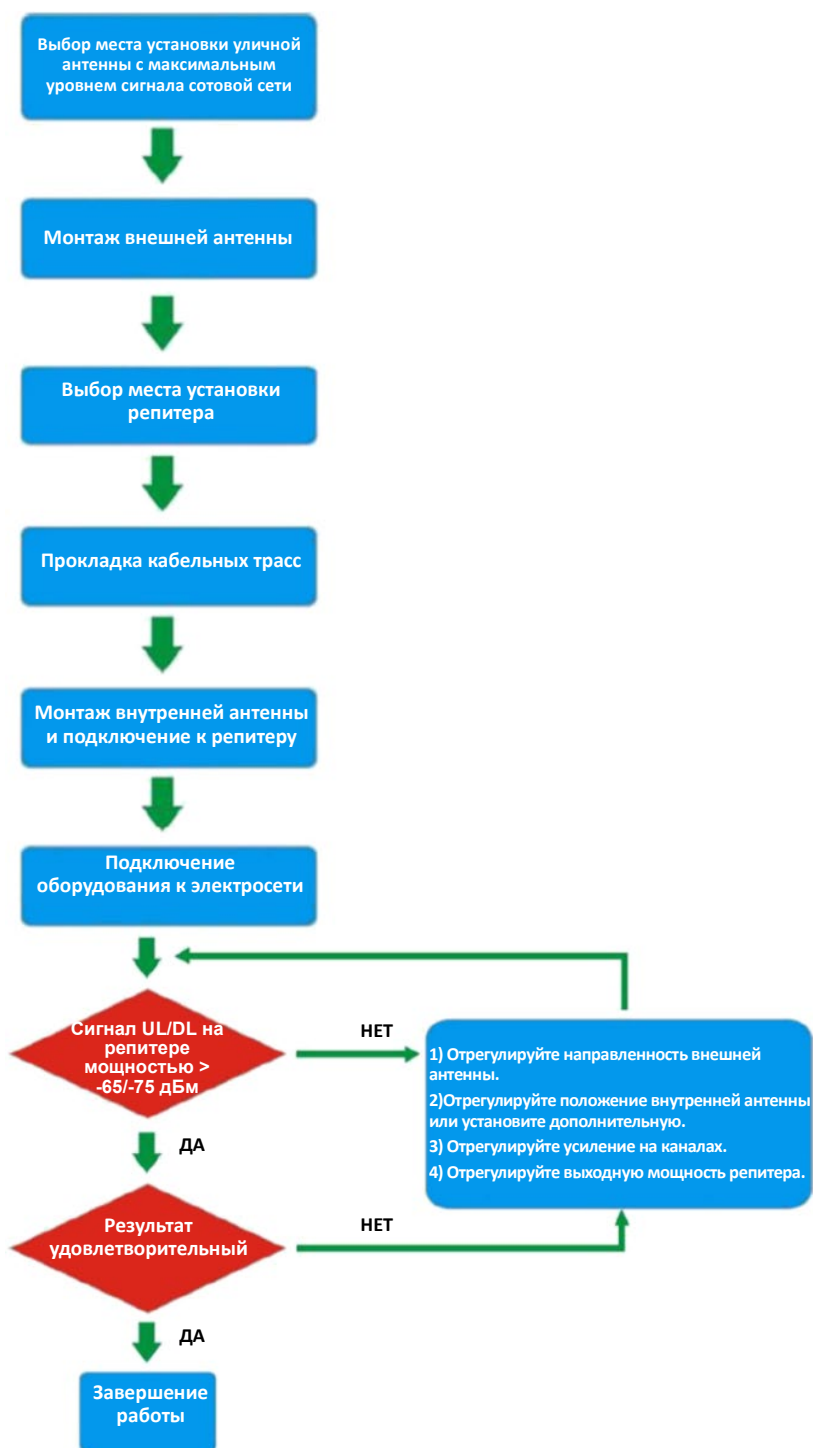 Выбор места установки уличной
антенны с максимальным
уровнем сигнала сотовой сети
Монтаж внешней антенны
Выбор места установки
репитера
Прокладка кабельных трасс
Монтаж внутренней антенны
и подключение к репитеру
Подключение
оборудования к электросети
Сигнал UL/DL на
репитере
мощностью >
-65/-75 дБм
НЕТ
1) Отрегулируйте направленность внешней
антенны.
2)Отрегулируйте положение внутренней антенны
или установите дополнительную.
3) Отрегулируйте усиление на каналах.
4) Отрегулируйте выходную мощность репитера.
ДА
Результат
удовлетворительный
НЕТ
ДА
Завершение
работы